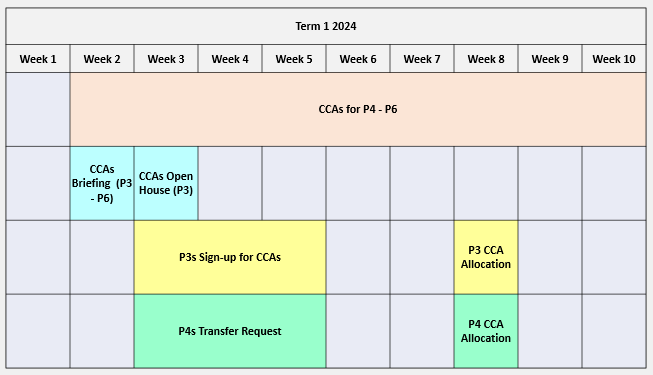 Term 1 2024
Week 1
Week 2
Week 3
Week 4
Week 5
Week 6
Week 7
Week 8
Week 9
Week 10
CCAs for P4 - P6
CCAs
Briefing (P3
- P6)
CCAs Open
House (P3)
P3s Sign-up for CCAs
P3 CCA
Allocation
P4s Transfer Request
P4 CCA
Allocation